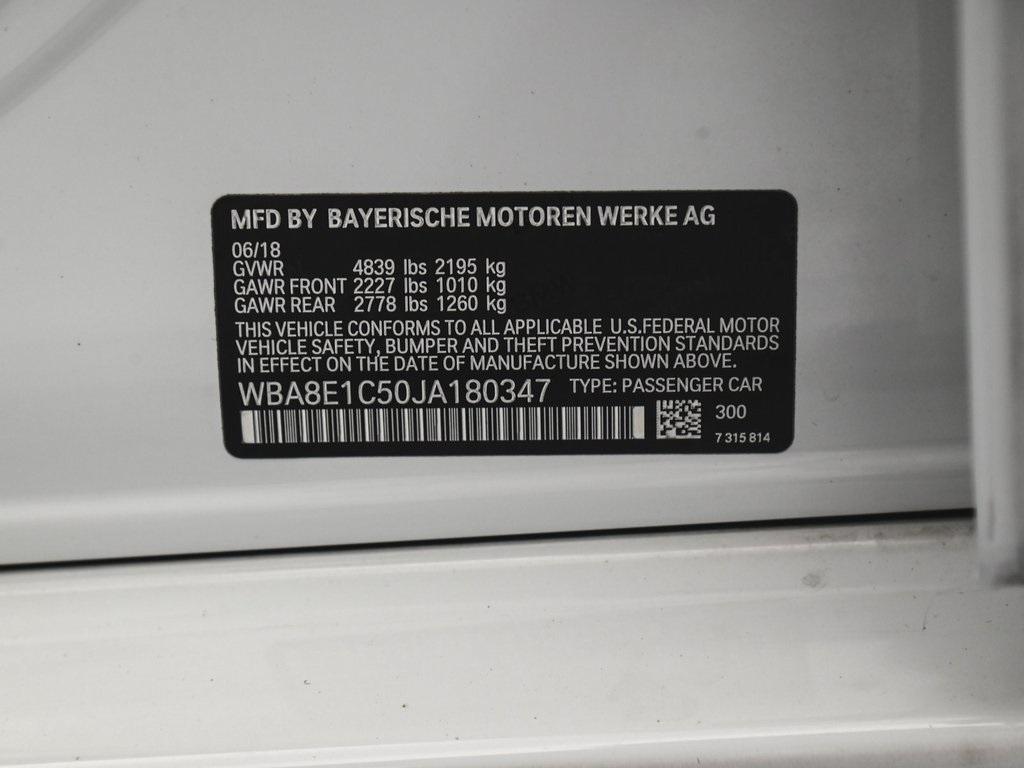 MFD BY BAYERISCHE MOTOREN WERKE AG
06/18
GVWR 4839 lbs 2195 kg
GAWR FRONT 2227 lbs 1010 kg
GAWR REAR 2778 lbs 1260 kg
THIS VEHICLE CONFORMS TO ALL APPLICABLE U.S.FEDERAL MOTOR
VEHICLE SAFETY, BUMPER AND THEFT PREVENTION STANDARDS
IN EFFECT ON THE DATE OF MANUFACTURE SHOWN ABOVE.
WBA8E1C50JA180347 TYPE: PASSENGER CAR
300
7 315 814